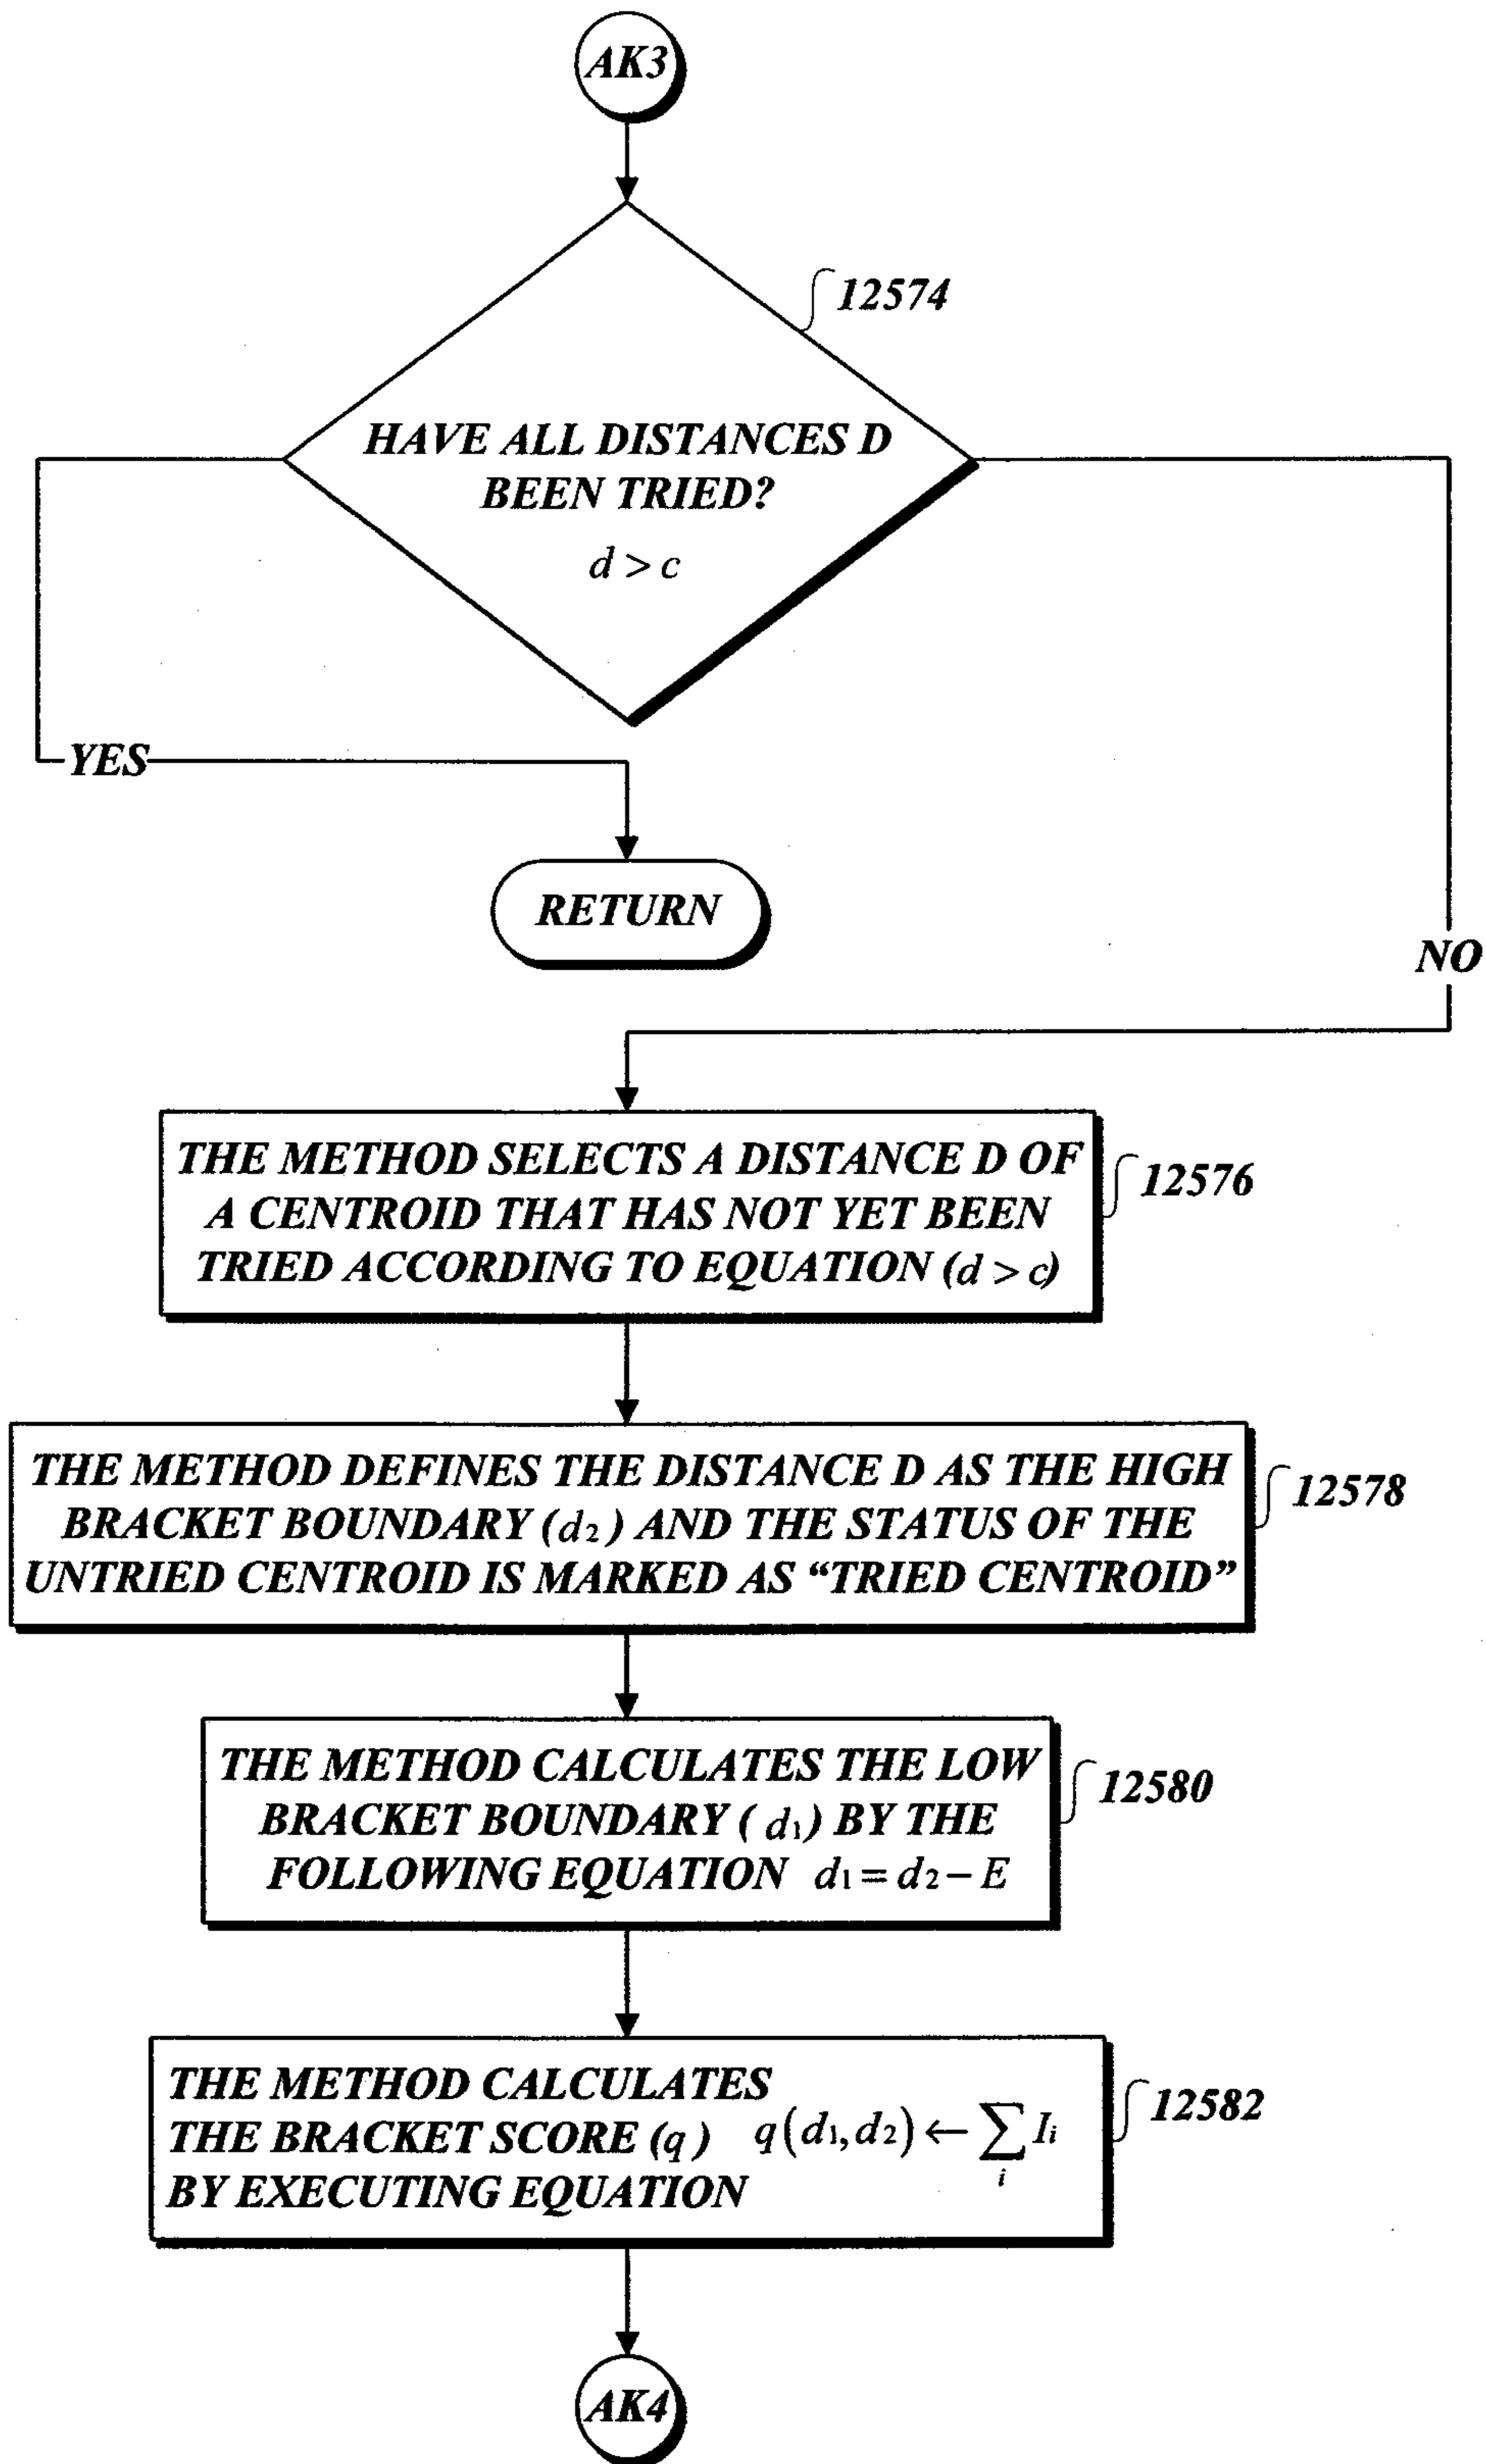 AK3
12574
HAVE ALL DISTANCES D
BEEN TRIED?
d > c
YES
RETURN
NO
THE METHOD SELECTS A DISTANCE D OF
A CENTROID THAT HAS NOT YET BEEN
TRIED ACCORDING TO EQUATION (d > c)
12576
THE METHOD DEFINES THE DISTANCE D AS THE HIGH
BRACKET BOUNDARY (d₂) AND THE STATUS OF THE
UNTRIED CENTROID IS MARKED AS “TRIED CENTROID”
12578
THE METHOD CALCULATES THE LOW
BRACKET BOUNDARY ( d₁) BY THE
FOLLOWING EQUATION d₁ = d₂ – E
12580
THE METHOD CALCULATES
THE BRACKET SCORE (q ) q(d₁,d₂) ← ∑ᵢ Iᵢ
BY EXECUTING EQUATION
12582
AK4